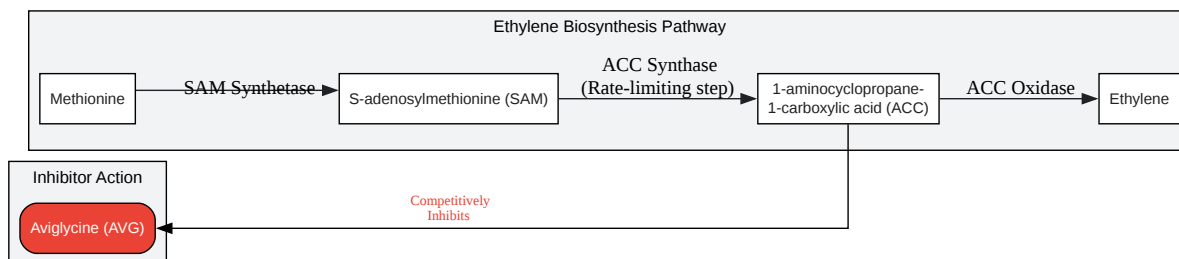 Ethylene Biosynthesis Pathway
Methionine
SAM Synthetase
S-adenosylmethionine (SAM)
ACC Synthase
(Rate-limiting step)
1-aminocyclopropane-
1-carboxylic acid (ACC)
ACC Oxidase
Ethylene
Inhibitor Action
Aviglycine (AVG)
Competitively
Inhibits